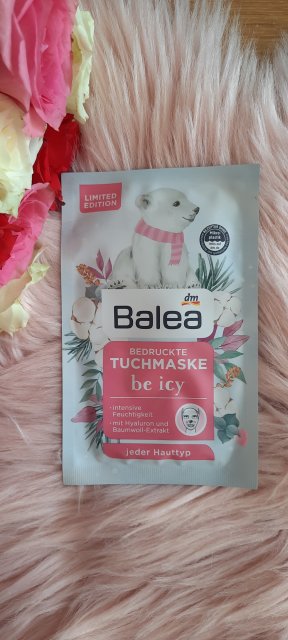 LIMITED
EDITION
dm
Balea
BEDRUCKTE
TUCHMASKE
be icy
• intensive
Feuchtigkeit
• mit Hyaluron und
Baumwoll-Extrakt
jeder Hauttyp